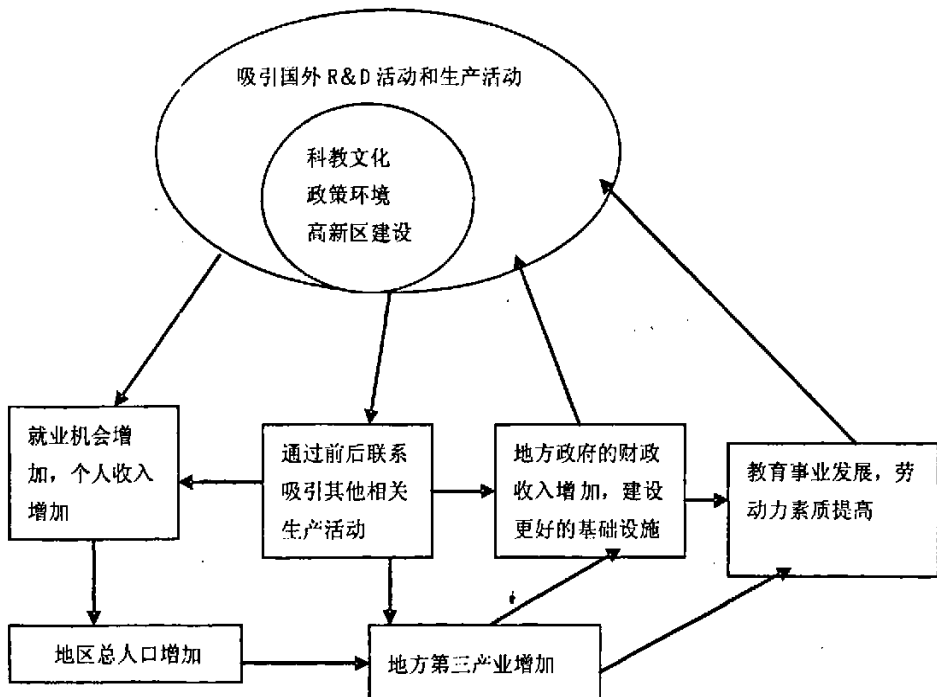 吸引国外 R&D 活动和生产活动
科教文化
政策环境
高新区建设
就业机会增
加，个人收入
增加
通过前后联系
吸引其他相关
生产活动
地方政府的财政
收入增加，建设
更好的基础设施
教育事业发展，劳
动力素质提高
地区总人口增加
地方第三产业增加